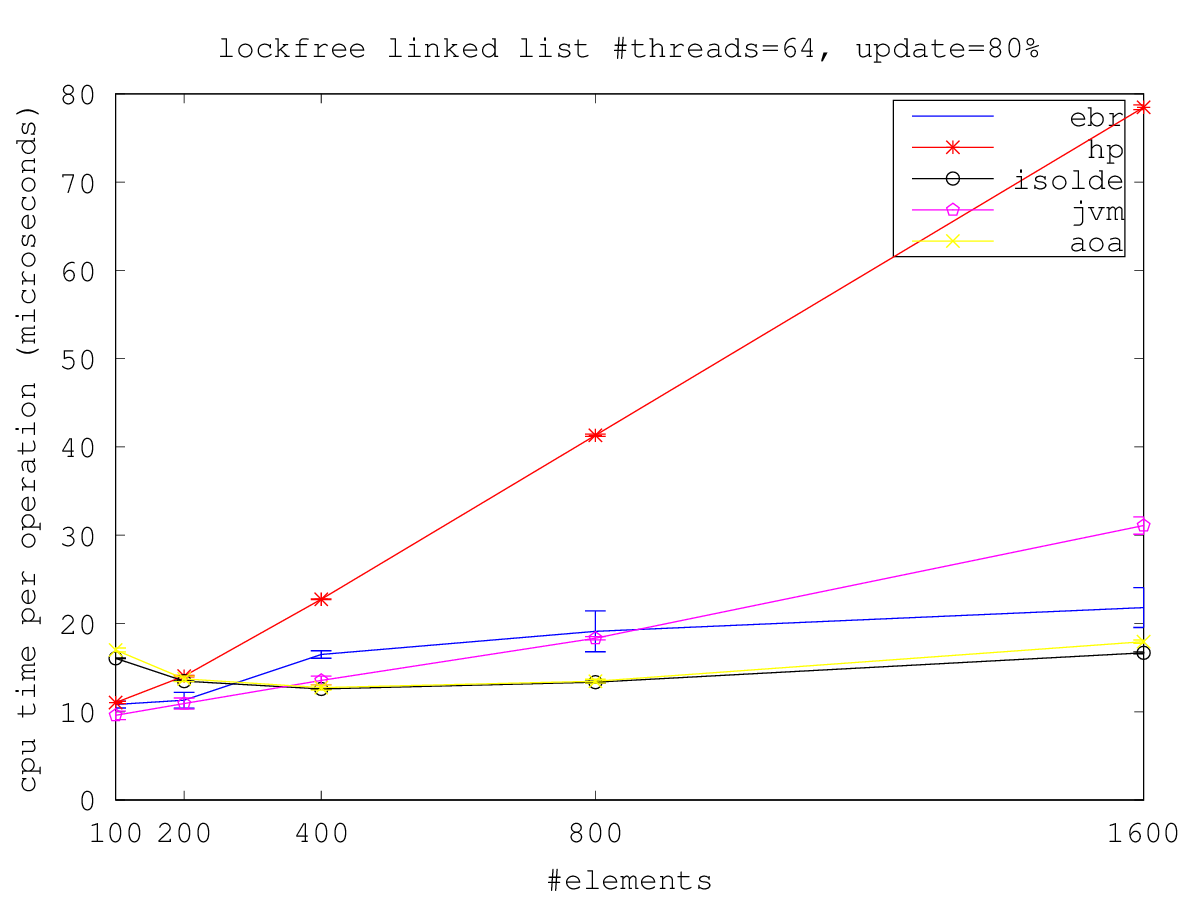 lockfree linked list #threads=64, update=80%
cpu time per operation (microseconds)
80
70
60
50
40
30
20
10
0
ebr
hp
isolde
jvm
aoa
100 200 400 800 1600
#elements